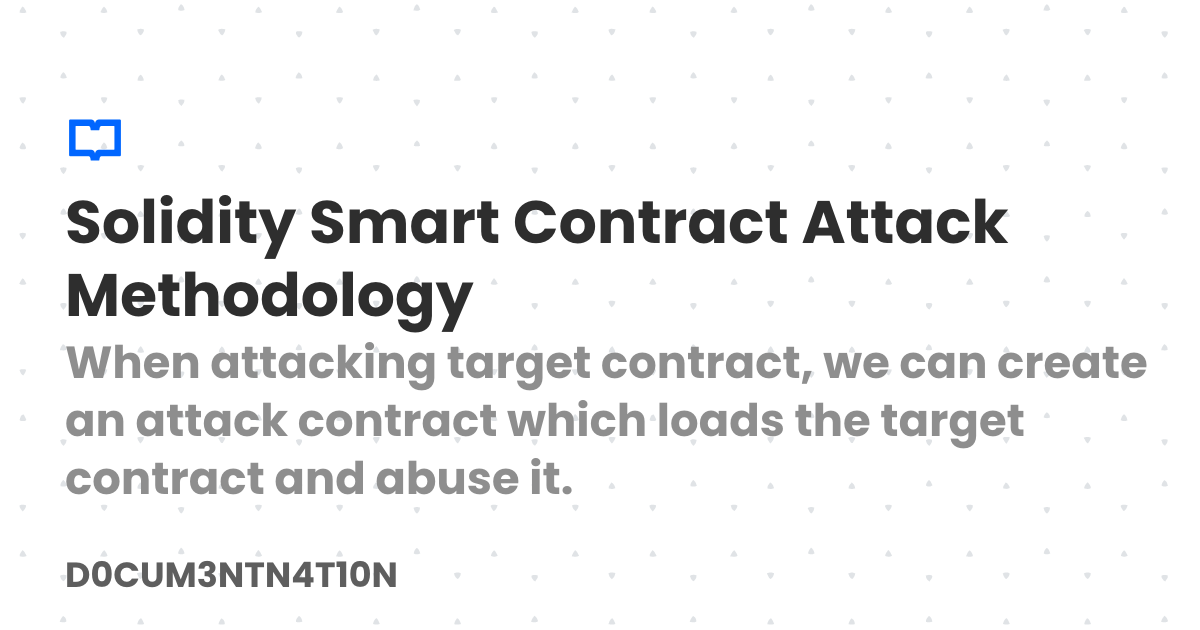 Solidity Smart Contract Attack
Methodology
When attacking target contract, we can create
an attack contract which loads the target
contract and abuse it.
D0CUM3NTN4T10N